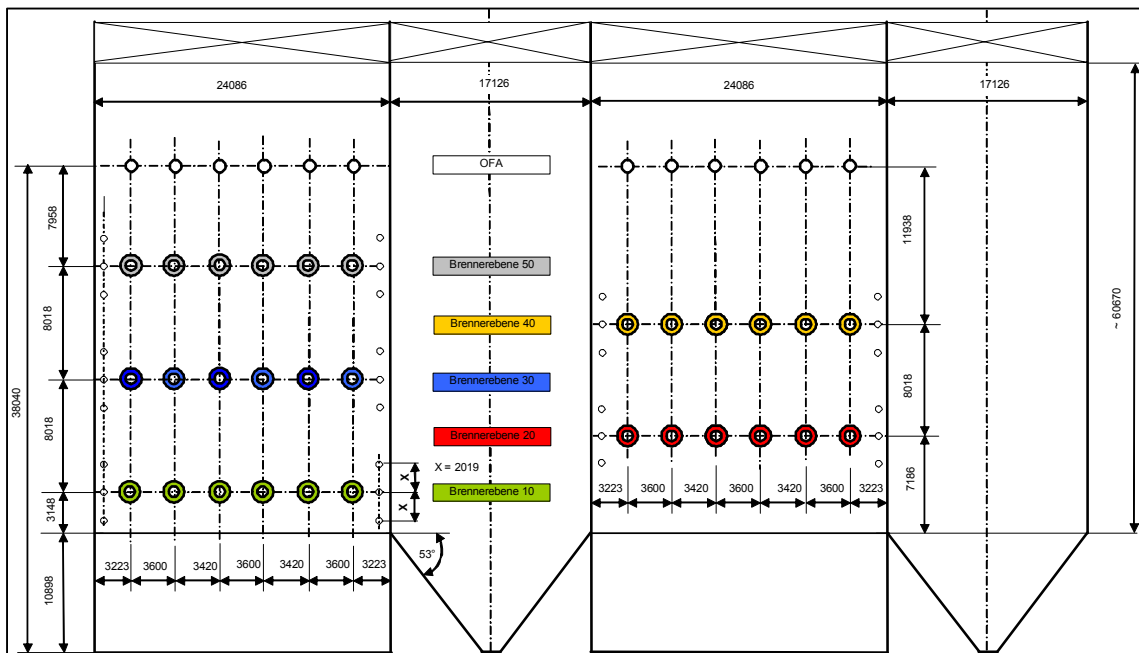 24086
17126
24086
17126
OFA
7958
11938
Brennerebene 50
8018
Brennerebene 40
~ 60670
38040
Brennerebene 30
8018
8018
Brennerebene 20
X = 2019
X
7186
Brennerebene 10
3148
X
3223 3600 3420 3600 3420 3600 3223
53°
3223 3600 3420 3600 3420 3600 3223
10898